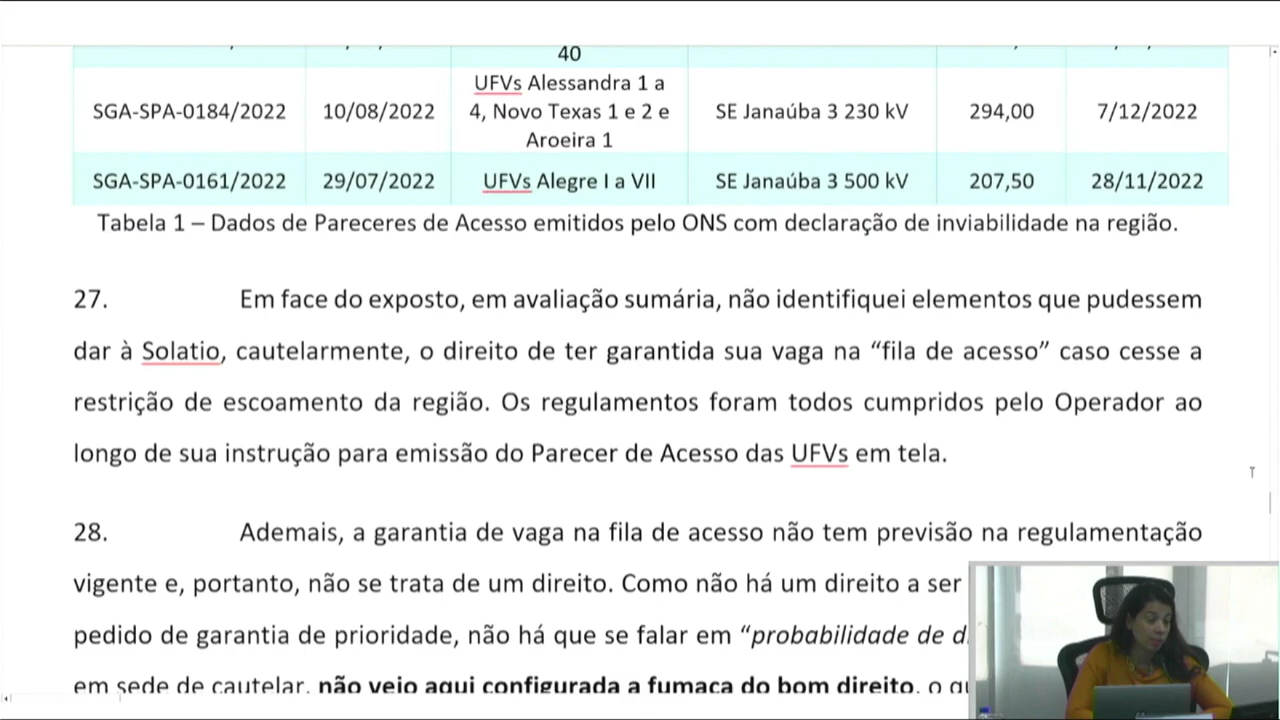 40
SGA-SPA-0184/2022 10/08/2022 UFVs Alessandra 1 a 4, Novo Texas 1 e 2 e Aroeira 1 SE Janaúba 3 230 kV 294,00 7/12/2022
SGA-SPA-0161/2022 29/07/2022 UFVs Alegre I a VII SE Janaúba 3 500 kV 207,50 28/11/2022
Tabela 1 – Dados de Pareceres de Acesso emitidos pelo ONS com declaração de inviabilidade na região.
27. Em face do exposto, em avaliação sumária, não identifiquei elementos que pudessem
dar à Solatio, cautelarmente, o direito de ter garantida sua vaga na “fila de acesso” caso cesse a
restrição de escoamento da região. Os regulamentos foram todos cumpridos pelo Operador ao
longo de sua instrução para emissão do Parecer de Acesso das UFVs em tela.
28. Ademais, a garantia de vaga na fila de acesso não tem previsão na regulamentação
vigente e, portanto, não se trata de um direito. Como não há um direito a ser
pedido de garantia de prioridade, não há que se falar em “probabilidade de
em sede de cautelar, não vejo aqui configurada a fumaça do bom direito, o